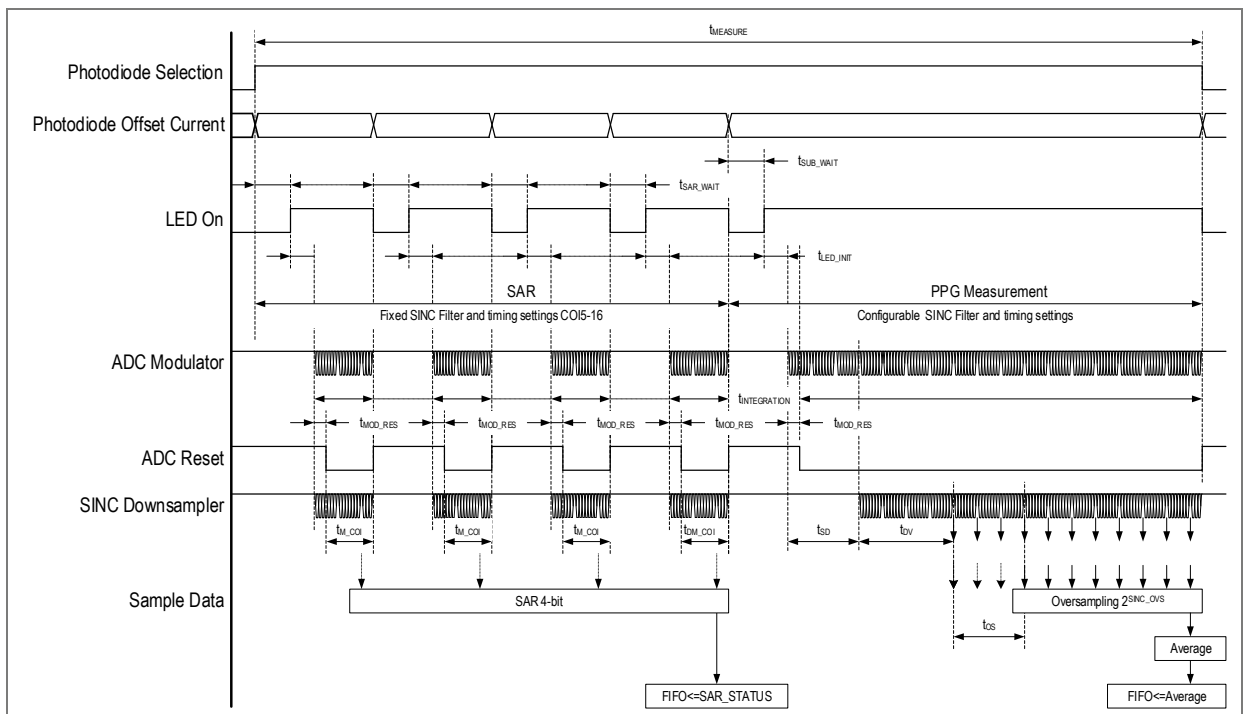 tMEASURE
Photodiode Selection
Photodiode Offset Current
tSUB_WAIT
tSAR_WAIT
LED On
tLED_INIT
SAR
PPG Measurement
Fixed SINC Filter and timing settings COI5-16
Configurable SINC Filter and timing settings
ADC Modulator
tINTEGRATION
tMOD_RES tMOD_RES tMOD_RES tMOD_RES tMOD_RES
ADC Reset
SINC Downsampler
tM_COI tM_COI tM_COI tDM_COI tSD tDV
Sample Data
SAR 4-bit
Oversampling 2SINC_OVS
tOS
Average
FIFO<=SAR_STATUS
FIFO<=Average